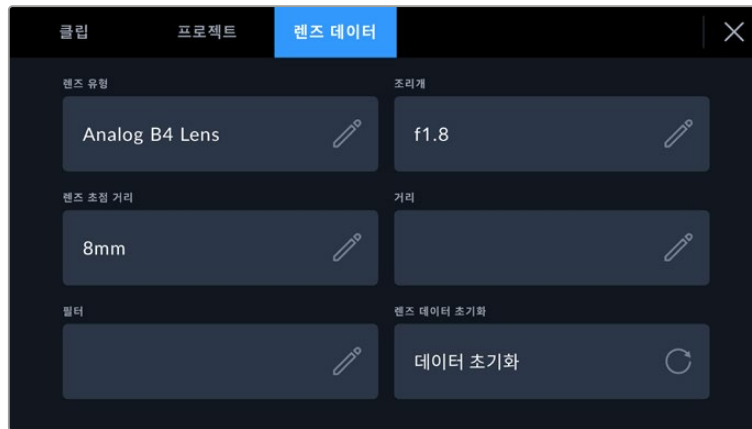 클립 프로젝트 렌즈 데이터
렌즈 유형 조리개
Analog B4 Lens f1.8
렌즈 초점 거리 거리
8mm
필터 렌즈 데이터 초기화
데이터 초기화